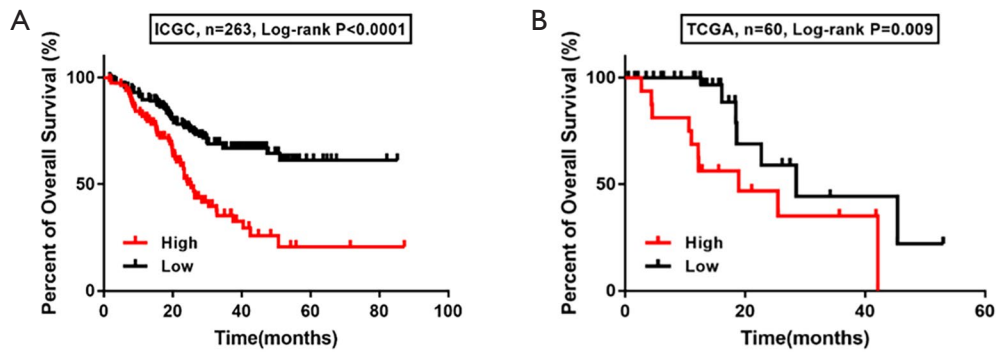 A
ICGC, n=263, Log-rank P<0.0001
Percent of Overall Survival (%)
100
50
0
High
Low
0 20 40 60 80 100
Time(months)
B
TCGA, n=60, Log-rank P=0.009
Percent of Overall Survival (%)
100
50
0
High
Low
0 20 40 60
Time(months)